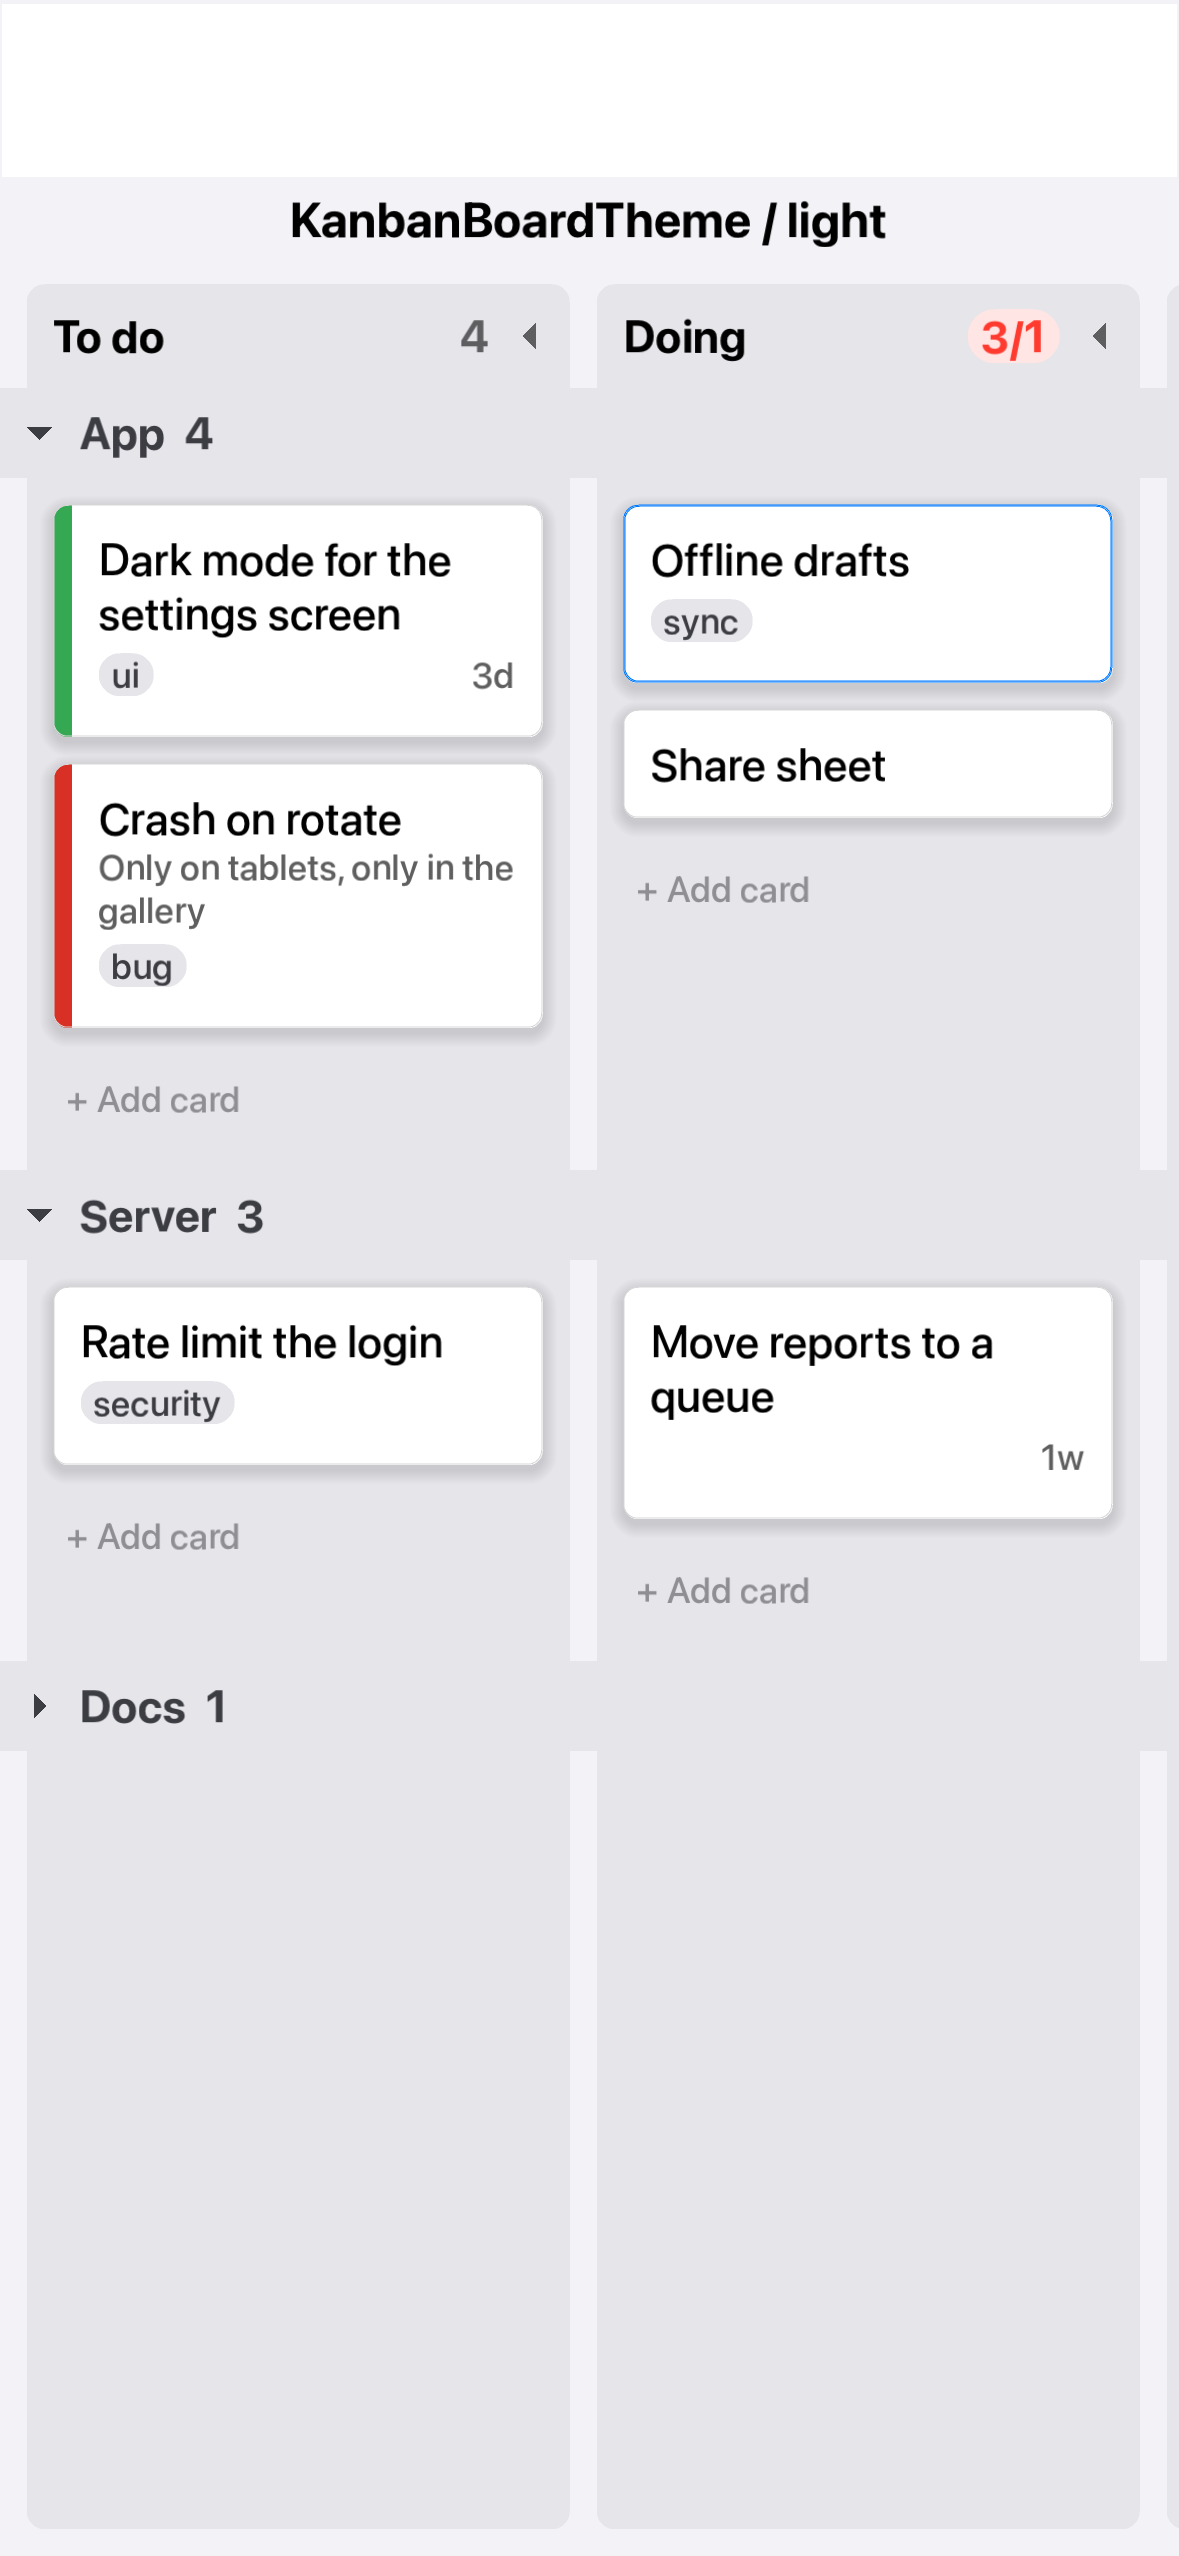 KanbanBoardTheme / light
To do 4
Doing 3/1
App 4
Dark mode for the
settings screen
ui 3d
Crash on rotate
Only on tablets, only in the
gallery
bug
+ Add card
Offline drafts
sync
Share sheet
+ Add card
Server 3
Rate limit the login
security
+ Add card
Move reports to a
queue
1w
+ Add card
Docs 1